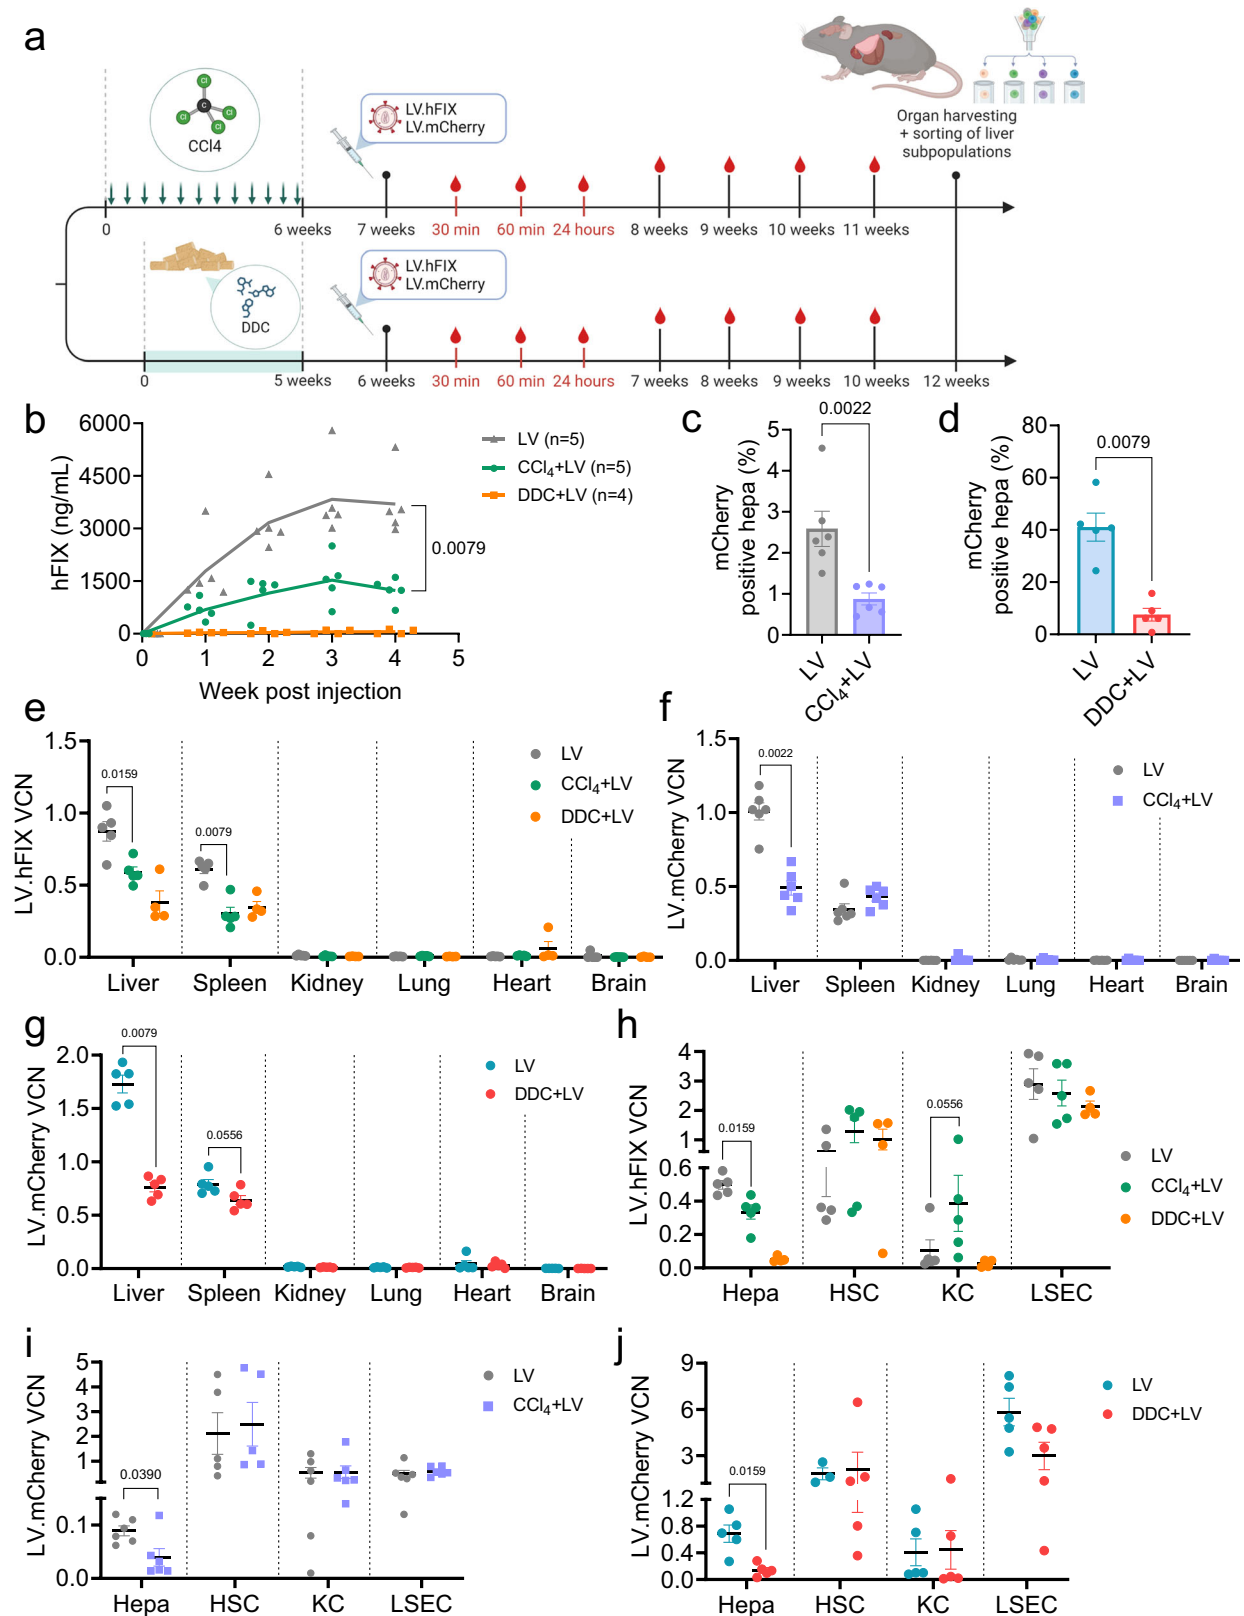 a
Cl
Cl
C
Cl
Cl
Cl
CCl4
LV.hFIX
LV.mCherry
Organ harvesting
+ sorting of liver
subpopulations
0
6 weeks
7 weeks
30 min
60 min
24 hours
8 weeks
9 weeks
10 weeks
11 weeks
DDC
LV.hFIX
LV.mCherry
0
5 weeks
6 weeks
30 min
60 min
24 hours
7 weeks
8 weeks
9 weeks
10 weeks
12 weeks
b
hFIX (ng/mL)
6000
4500
3000
1500
0
0 1 2 3 4 5
Week post injection
LV (n=5)
CCl₄+LV (n=5)
DDC+LV (n=4)
0.0079
c
mCherry
positive hepa (%)
5
4
3
2
1
0
0.0022
LV
CCl₄+LV
d
mCherry
positive hepa (%)
80
60
40
20
0
0.0079
LV
DDC+LV
e
LV.hFIX VCN
1.5
1.0
0.5
0.0
0.0159
0.0079
LV
CCl₄+LV
DDC+LV
Liver Spleen Kidney Lung Heart Brain
f
LV.mCherry VCN
1.5
1.0
0.5
0.0
0.0022
LV
CCl₄+LV
Liver Spleen Kidney Lung Heart Brain
g
LV.mCherry VCN
2.0
1.5
1.0
0.5
0.0
0.0079
0.0556
LV
DDC+LV
Liver Spleen Kidney Lung Heart Brain
h
LV.hFIX VCN
4
3
2
1
0.6
0.4
0.2
0.0
0.0159
0.0556
LV
CCl₄+LV
DDC+LV
Hepa HSC KC LSEC
i
LV.mCherry VCN
5
4
3
2
1
0.1
0.0
0.0390
LV
CCl₄+LV
Hepa HSC KC LSEC
j
LV.mCherry VCN
9
6
3
1.2
0.8
0.4
0.0
0.0159
LV
DDC+LV
Hepa HSC KC LSEC